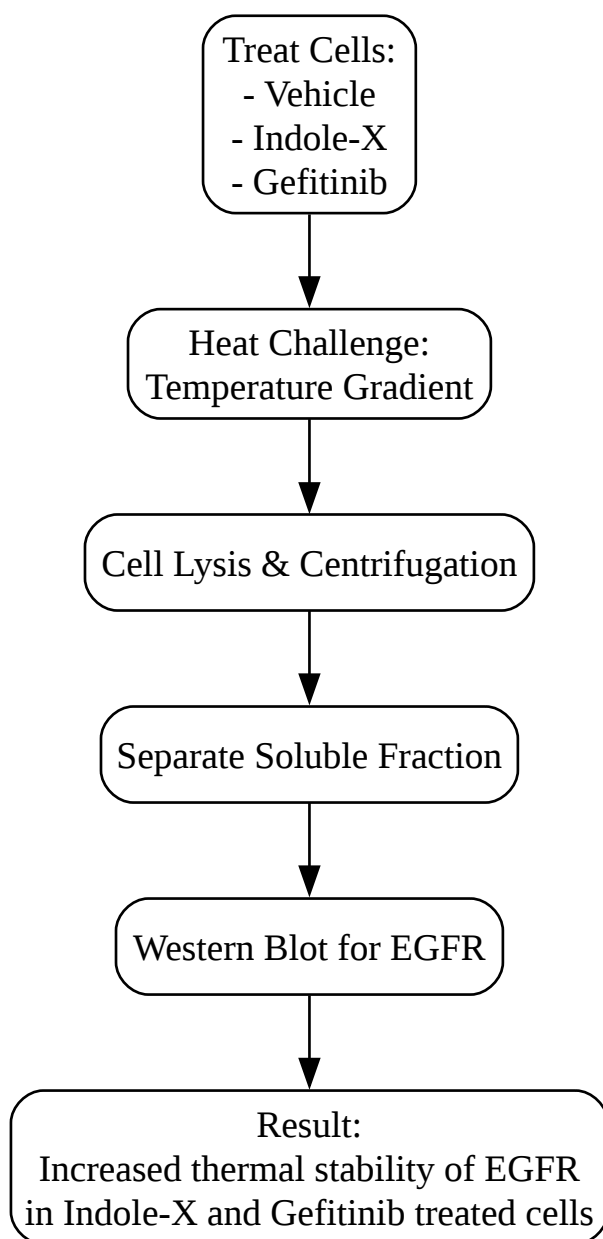 Treat Cells:
- Vehicle
- Indole-X
- Gefitinib
Heat Challenge:
Temperature Gradient
Cell Lysis & Centrifugation
Separate Soluble Fraction
Western Blot for EGFR
Result:
Increased thermal stability of EGFR
in Indole-X and Gefitinib treated cells